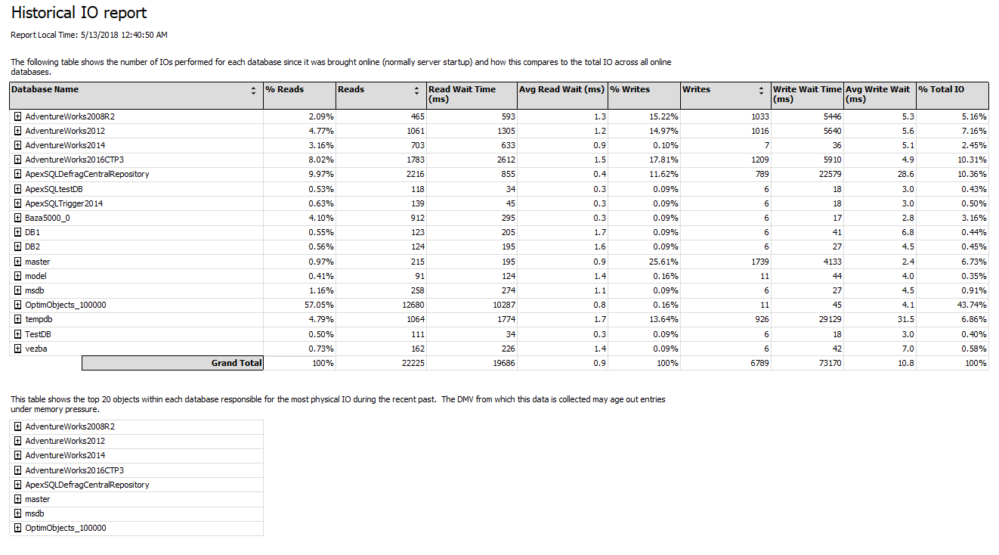 Historical IO report
Report Local Time: 5/13/2018 12:40:50 AM
The following table shows the number of IOs performed for each database since it was brought online (normally server startup) and how this compares to the total IO across all online
databases.
Database Name % Reads Reads Read Wait Time (ms) Avg Read Wait (ms) % Writes Writes Write Wait Time (ms) Avg Write Wait (ms) % Total IO
AdventureWorks2008R2 2.09% 465 593 1.3 15.22% 1033 5446 5.3 5.16%
AdventureWorks2012 4.77% 1061 1305 1.2 14.97% 1016 5640 5.6 7.16%
AdventureWorks2014 3.16% 703 633 0.9 0.10% 7 36 5.1 2.45%
AdventureWorks2016CTP3 8.02% 1783 2612 1.5 17.81% 1209 5910 4.9 10.31%
ApexSQLDefragCentralRepository 9.97% 2216 855 0.4 11.62% 789 22579 28.6 10.36%
ApexSQLtestDB 0.53% 118 34 0.3 0.09% 6 18 3.0 0.43%
ApexSQLTrigger2014 0.63% 139 45 0.3 0.09% 6 18 3.0 0.50%
Baza5000_0 4.10% 912 295 0.3 0.09% 6 17 2.8 3.16%
DB1 0.55% 123 205 1.7 0.09% 6 41 6.8 0.44%
DB2 0.56% 124 195 1.6 0.09% 6 27 4.5 0.45%
master 0.97% 215 195 0.9 25.61% 1739 4133 2.4 6.73%
model 0.41% 91 124 1.4 0.16% 11 44 4.0 0.35%
msdb 1.16% 258 274 1.1 0.09% 6 27 4.5 0.91%
OptimObjects_100000 57.05% 12680 10287 0.8 0.16% 11 45 4.1 43.74%
tempdb 4.79% 1064 1774 1.7 13.64% 926 29129 31.5 6.86%
TestDB 0.50% 111 34 0.3 0.09% 6 18 3.0 0.40%
vezba 0.73% 162 226 1.4 0.09% 6 42 7.0 0.58%
Grand Total 100% 22225 19686 0.9 100% 6789 73170 10.8 100%
This table shows the top 20 objects within each database responsible for the most physical IO during the recent past.  The DMV from which this data is collected may age out entries
under memory pressure.
AdventureWorks2008R2
AdventureWorks2012
AdventureWorks2014
AdventureWorks2016CTP3
ApexSQLDefragCentralRepository
master
msdb
OptimObjects_100000